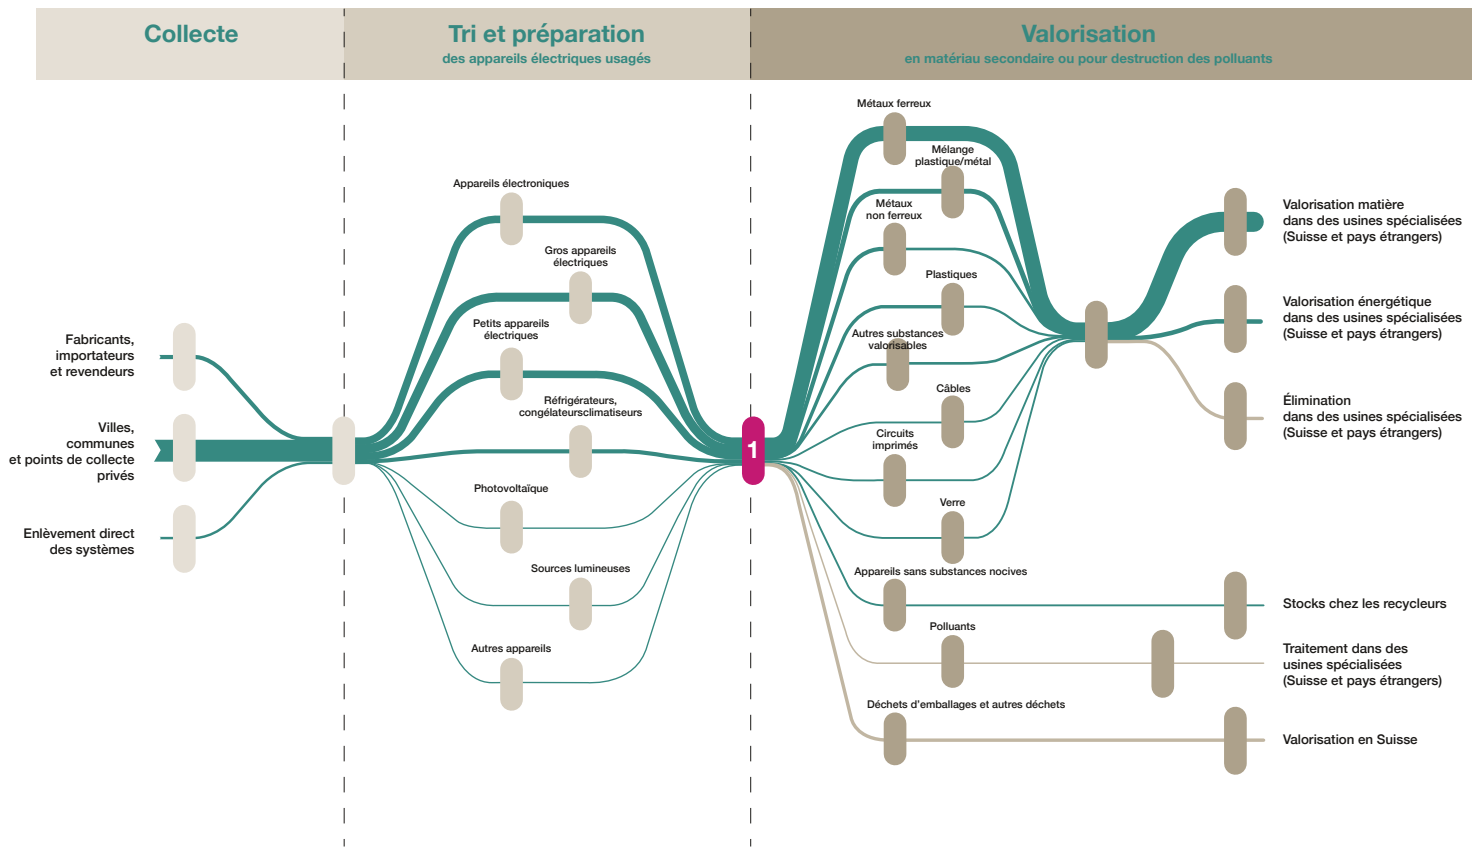 Collecte
Tri et préparation
des appareils électriques usagés
Valorisation
en matériau secondaire ou pour destruction des polluants
Fabricants,
importateurs
et revendeurs
Villes,
communes
et points de collecte
privés
Enlèvement direct
des systèmes
Appareils électroniques
Gros appareils
électriques
Petits appareils
électriques
Réfrigérateurs,
congélateursclimatiseurs
Photovoltaïque
Sources lumineuses
Autres appareils
1
Métaux ferreux
Mélange
plastique/métal
Métaux
non ferreux
Plastiques
Autres substances
valorisables
Câbles
Circuits
imprimés
Verre
Appareils sans substances nocives
Polluants
Déchets d'emballages et autres déchets
Valorisation matière
dans des usines spécialisées
(Suisse et pays étrangers)
Valorisation énergétique
dans des usines spécialisées
(Suisse et pays étrangers)
Élimination
dans des usines spécialisées
(Suisse et pays étrangers)
Stocks chez les recycleurs
Traitement dans des
usines spécialisées
(Suisse et pays étrangers)
Valorisation en Suisse